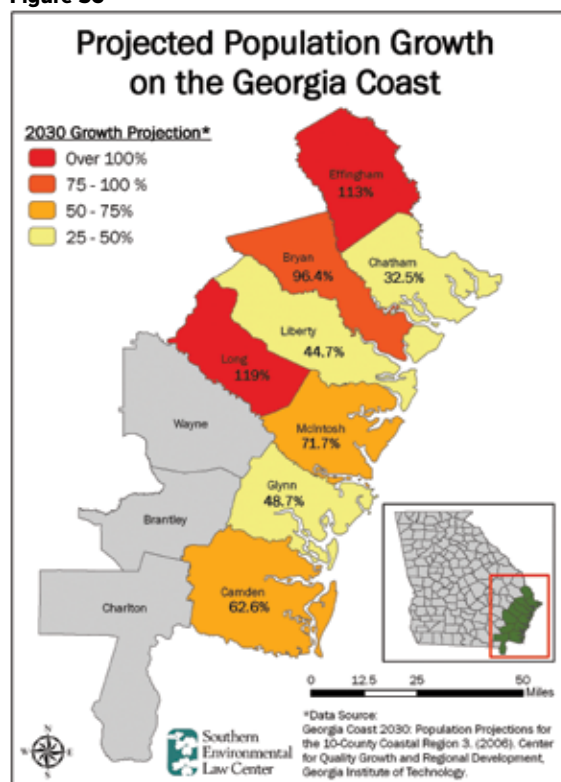 Figure 36
Projected Population Growth
on the Georgia Coast
2030 Growth Projection*
Over 100%
75 - 100 %
50 - 75%
25 - 50%
Effingham
113%
Bryan
96.4%
Chatham
32.5%
Liberty
44.7%
Long
119%
Wayne
McIntosh
71.7%
Glynn
48.7%
Brantley
Camden
62.6%
Charlton
0 12.5 25 50
Miles
N
W E
S
Southern
Environmental
Law Center
*Data Source:
Georgia Coast 2030: Population Projections for
the 10-County Coastal Region 3. (2006). Center
for Quality Growth and Regional Development,
Georgia Institute of Technology.